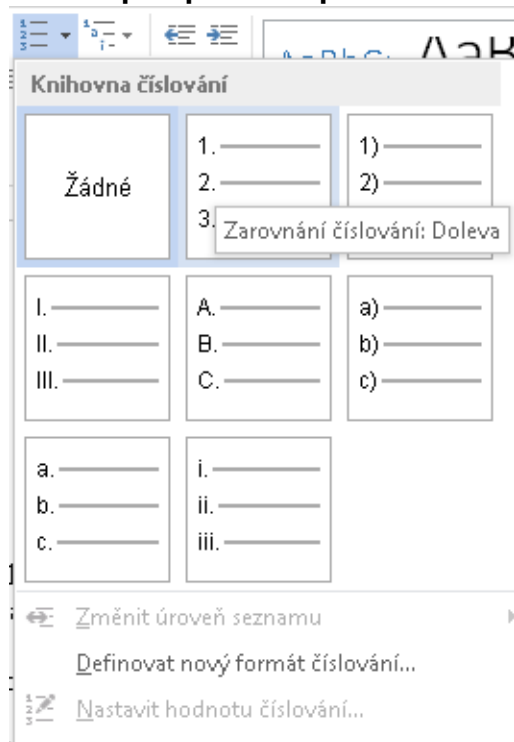 Knihovna číslování
Žádné
1.
2.
3.
1)
2)
Zarovnání číslování: Doleva
I.
II.
III.
A.
B.
C.
a)
b)
c)
a.
b.
c.
i.
ii.
iii.
Změnit úroveň seznamu
Definovat nový formát číslování...
Nastavit hodnotu číslování...